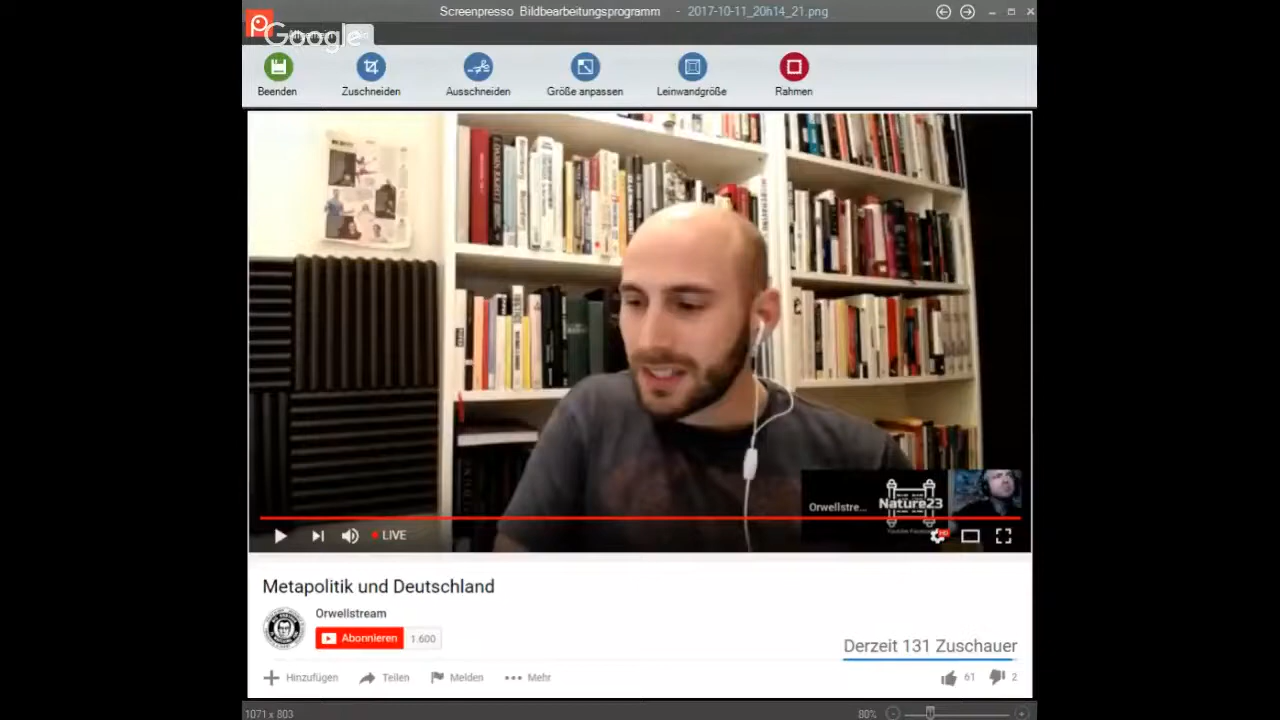 Screenpresso Bildbearbeitungsprogramm - 2017-10-11_20h14_21.png
Google
Beenden
Zuschneiden
Ausschneiden
Größe anpassen
Leinwandgröße
Rahmen
Orwellstre...
Nature23
LIVE
HD
Metapolitik und Deutschland
Orwellstream
Abonnieren 1.600
Derzeit 131 Zuschauer
Hinzufügen
Teilen
Melden
Mehr
61
2
1071 x 803
80%